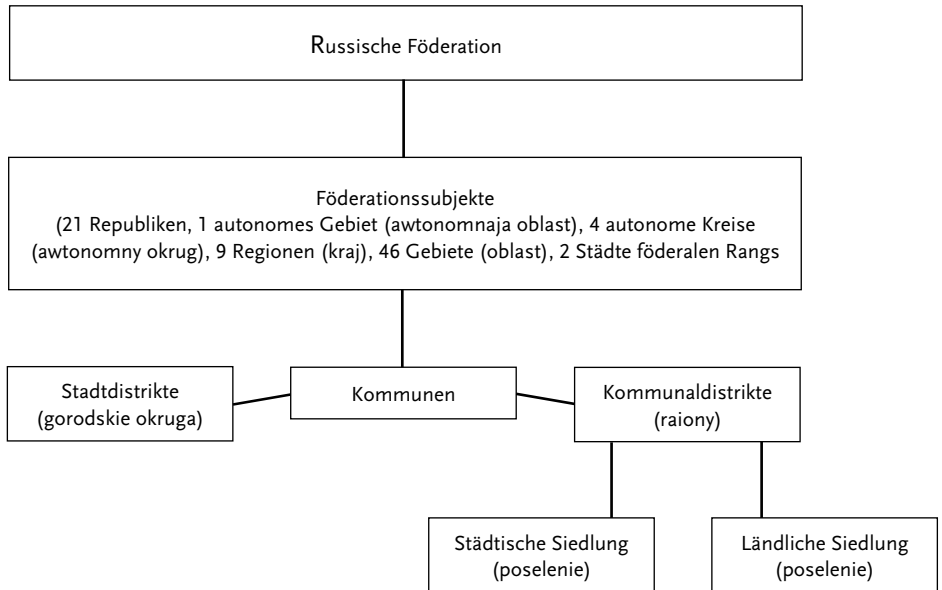 Russische Föderation
Föderationssubjekte
(21 Republiken, 1 autonomes Gebiet (awtonomnaja oblast), 4 autonome Kreise
(awtonomny okrug), 9 Regionen (kraj), 46 Gebiete (oblast), 2 Städte föderalen Rangs
Stadtdistrikte
(gorodskie okruga)
Kommunen
Kommunaldistrikte
(raiony)
Städtische Siedlung
(poselenie)
Ländliche Siedlung
(poselenie)